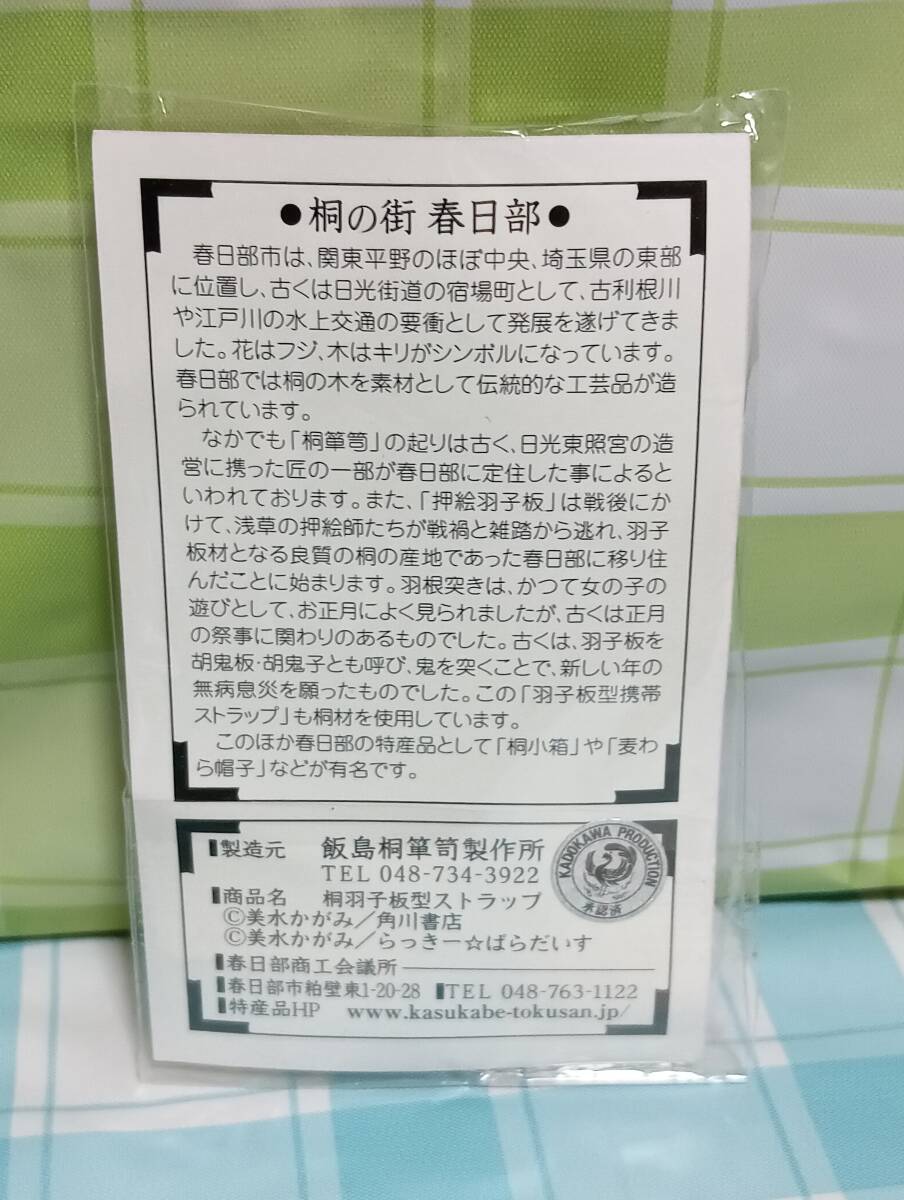 ●桐の街 春日部●
春日部市は、関東平野のほぼ中央、埼玉県の東部
に位置し、古くは日光街道の宿場町として、古利根川
や江戸川の水上交通の要衝として発展を遂げてきま
した。花はフジ、木はキリがシンボルになっています。
春日部では桐の木を素材として伝統的な工芸品が造
られています。
なかでも「桐箪笥」の起りは古く、日光東照宮の造
営に携った匠の一部が春日部に定住した事によると
いわれております。また、「押絵羽子板」は戦後にか
けて、浅草の押絵師たちが戦禍と雑踏から逃れ、羽子
板材となる良質の桐の産地であった春日部に移り住
んだことに始まります。羽根突きは、かつて女の子の
遊びとして、お正月によく見られましたが、古くは正月
の祭事に関わりのあるものでした。古くは、羽子板を
胡鬼板・胡鬼子とも呼び、鬼を突くことで、新しい年の
無病息災を願ったものでした。この「羽子板型携帯
ストラップ」も桐材を使用しています。
このほか春日部の特産品として「桐小箱」や「麦わ
ら帽子」などが有名です。
製造元 飯島桐箪笥製作所
TEL 048-734-3922
商品名 桐羽子板型ストラップ
©美水かがみ/角川書店
©美水かがみ/らっきー☆ぱらだいす
春日部商工会議所
春日部市粕壁東1-20-28 TEL 048-763-1122
特産品HP www.kasukabe-tokusan.jp/
KADOKAWA PRODUCTION
承認済